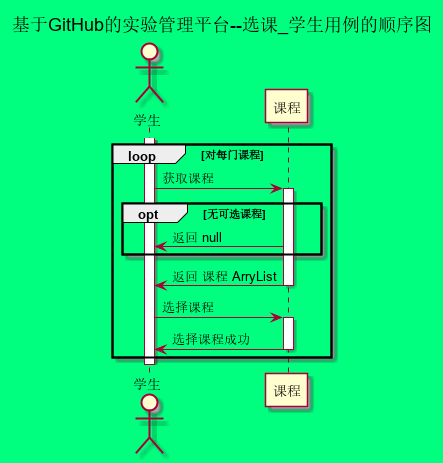 基于GitHub的实验管理平台--选课_学生用例的顺序图
学生
课程
loop [对每门课程]
获取课程
opt [无可选课程]
返回 null
返回 课程 ArryList
选择课程
选择课程成功
学生
课程